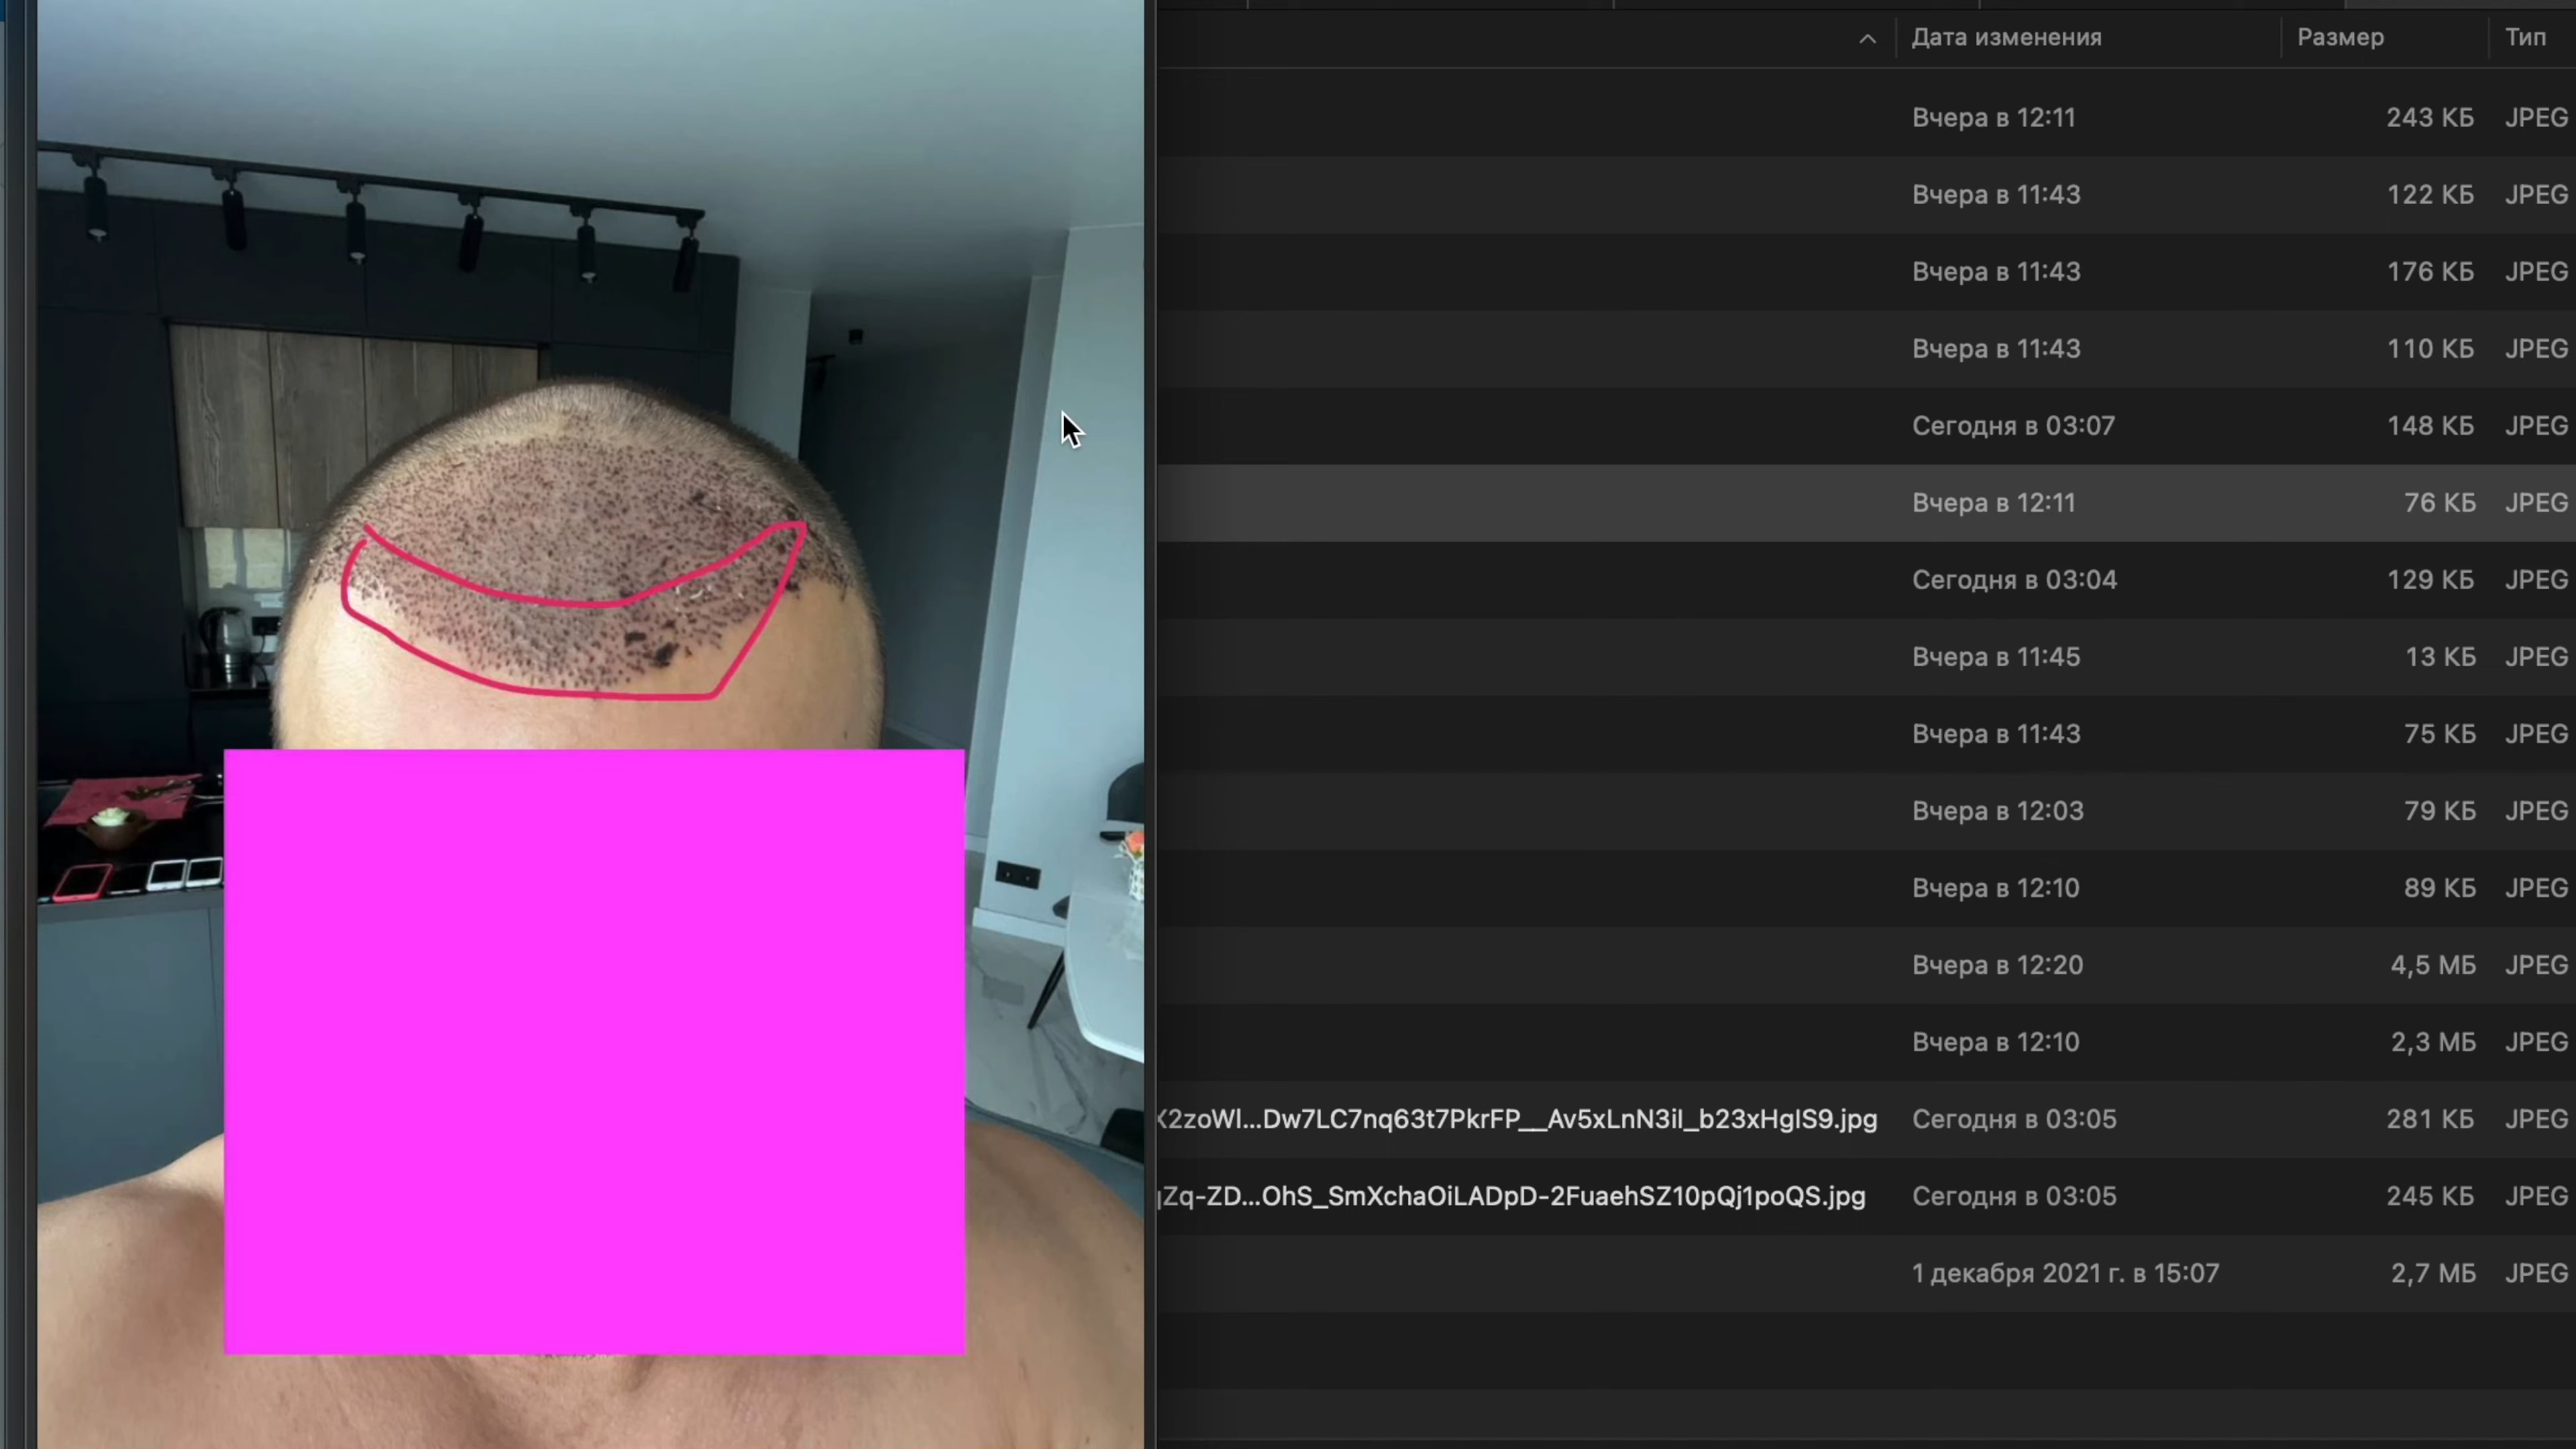 Дата изменения Размер Тип
Вчера в 12:11 243 КБ JPEG
Вчера в 11:43 122 КБ JPEG
Вчера в 11:43 176 КБ JPEG
Вчера в 11:43 110 КБ JPEG
Сегодня в 03:07 148 КБ JPEG
Вчера в 12:11 76 КБ JPEG
Сегодня в 03:04 129 КБ JPEG
Вчера в 11:45 13 КБ JPEG
Вчера в 11:43 75 КБ JPEG
Вчера в 12:03 79 КБ JPEG
Вчера в 12:10 89 КБ JPEG
Вчера в 12:20 4,5 МБ JPEG
Вчера в 12:10 2,3 МБ JPEG
X2zoWl...Dw7LC7nq63t7PkrFP__Av5xLnN3il_b23xHglS9.jpg Сегодня в 03:05 281 КБ JPEG
Zq-ZD...OhS_SmXchaOiLADpD-2FuaehSZ10pQj1poQS.jpg Сегодня в 03:05 245 КБ JPEG
1 декабря 2021 г. в 15:07 2,7 МБ JPEG